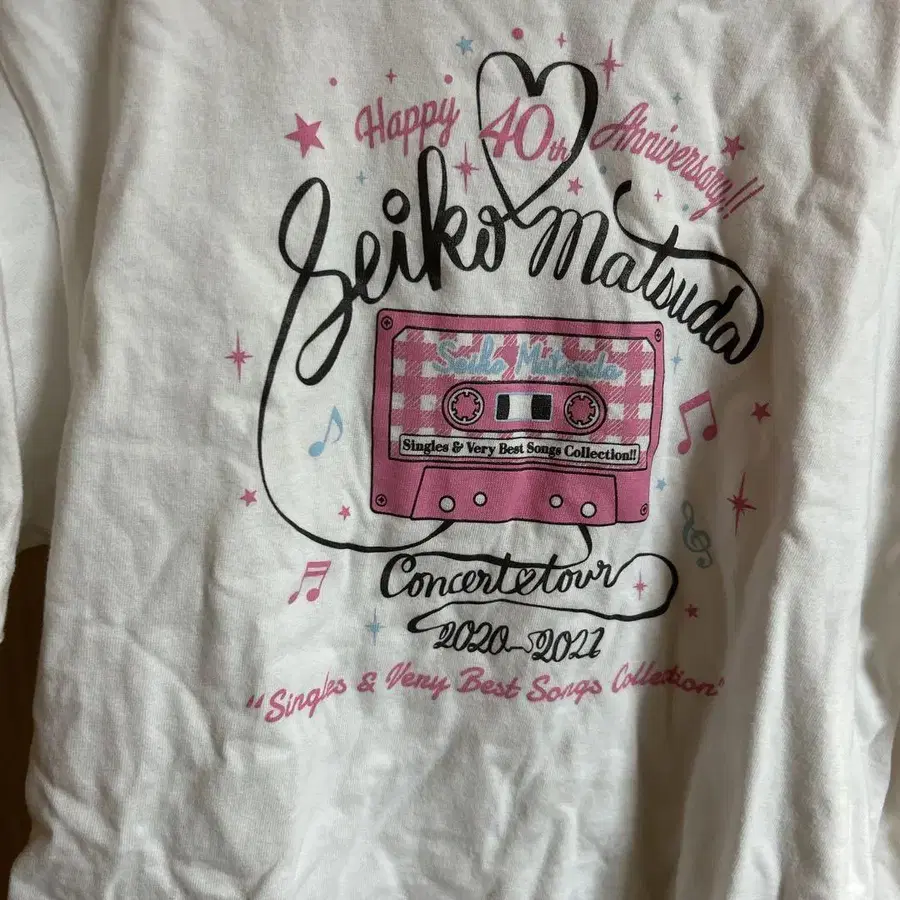 Happy 40th Anniversary!!
Seiko Matsuda
Seiko Matsuda
Singles & Very Best Songs Collection!!
Concert tour
2020-2021
"Singles & Very Best Songs Collection"